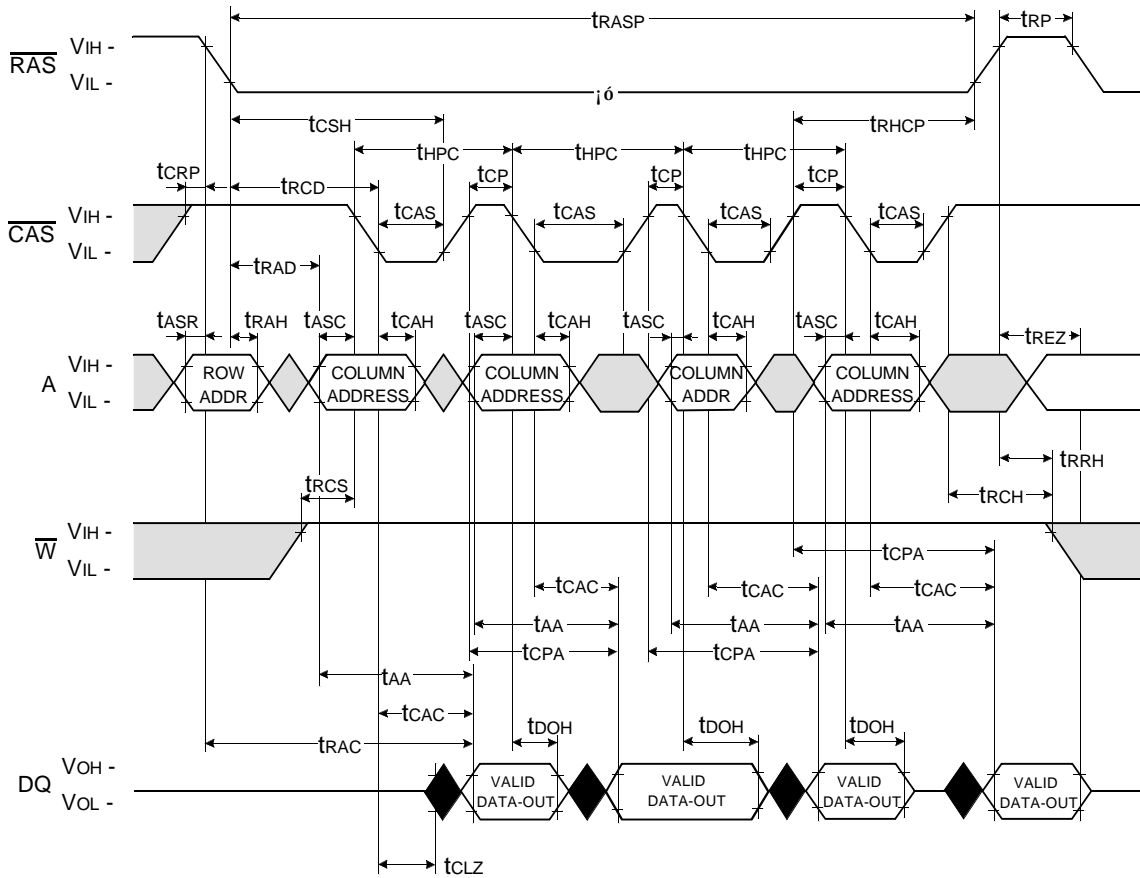 tRASP tRP
RAS VIH -
VIL -
¡ó
tCSH tRHCP
tHPC tHPC tHPC
tCRP tRCD tCP tCP tCP
CAS VIH -
VIL -
tCAS tCAS tCAS tCAS
tRAD
tASR tRAH tASC tCAH tASC tCAH tASC tCAH tASC tCAH tREZ
A VIH -
VIL -
ROW ADDR
COLUMN ADDRESS
COLUMN ADDRESS
COLUMN ADDR
COLUMN ADDRESS
tRRH
tRCS tRCH
W VIH -
VIL -
tCPA
tCAC tCAC tCAC
tAA tAA tAA
tCPA tCPA
tAA
tCAC
tRAC tDOH tDOH tDOH
DQ VOH -
VOL -
VALID DATA-OUT
VALID DATA-OUT
VALID DATA-OUT
VALID DATA-OUT
tCLZ